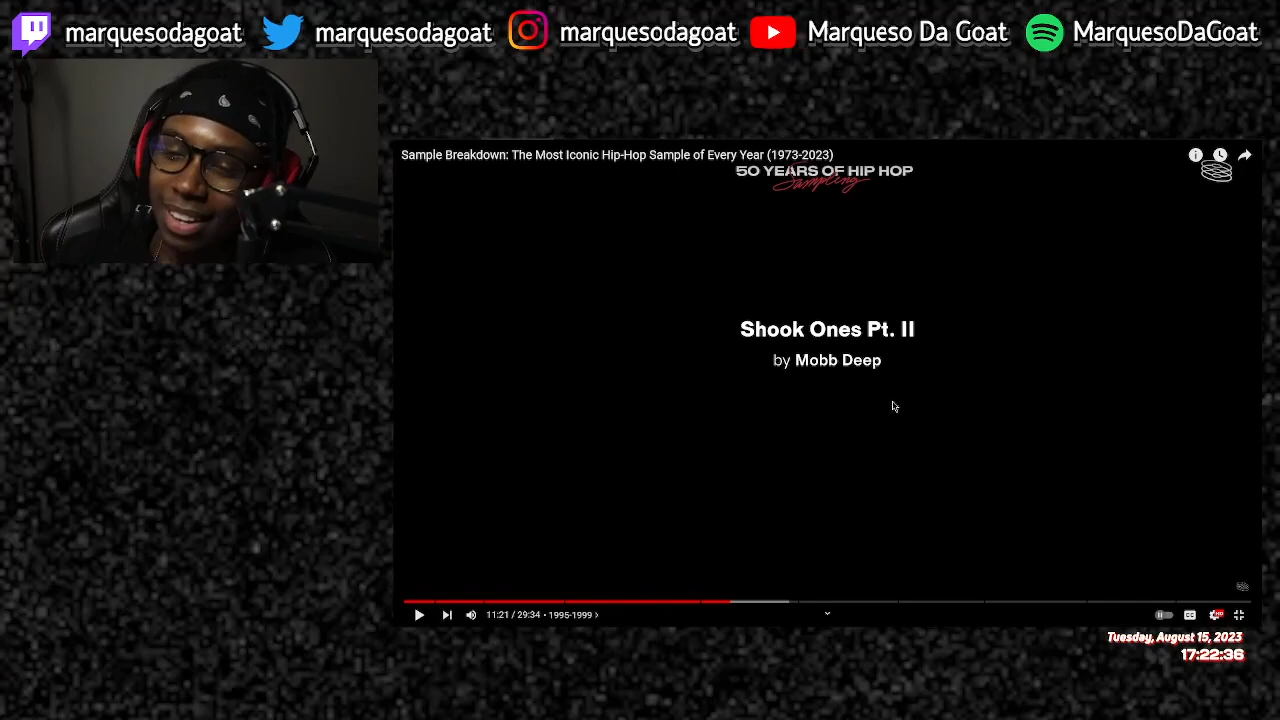 marquesodagoat marquesodagoat marquesodagoat Marqueso Da Goat MarquesoDaGoat
Sample Breakdown: The Most Iconic Hip-Hop Sample of Every Year (1973-2023)
50 YEARS OF HIP HOP
Sampling
Shook Ones Pt. II
by Mobb Deep
11:21 / 29:34 • 1995-1999 ›
CC HD
Tuesday, August 15, 2023
17:22:36